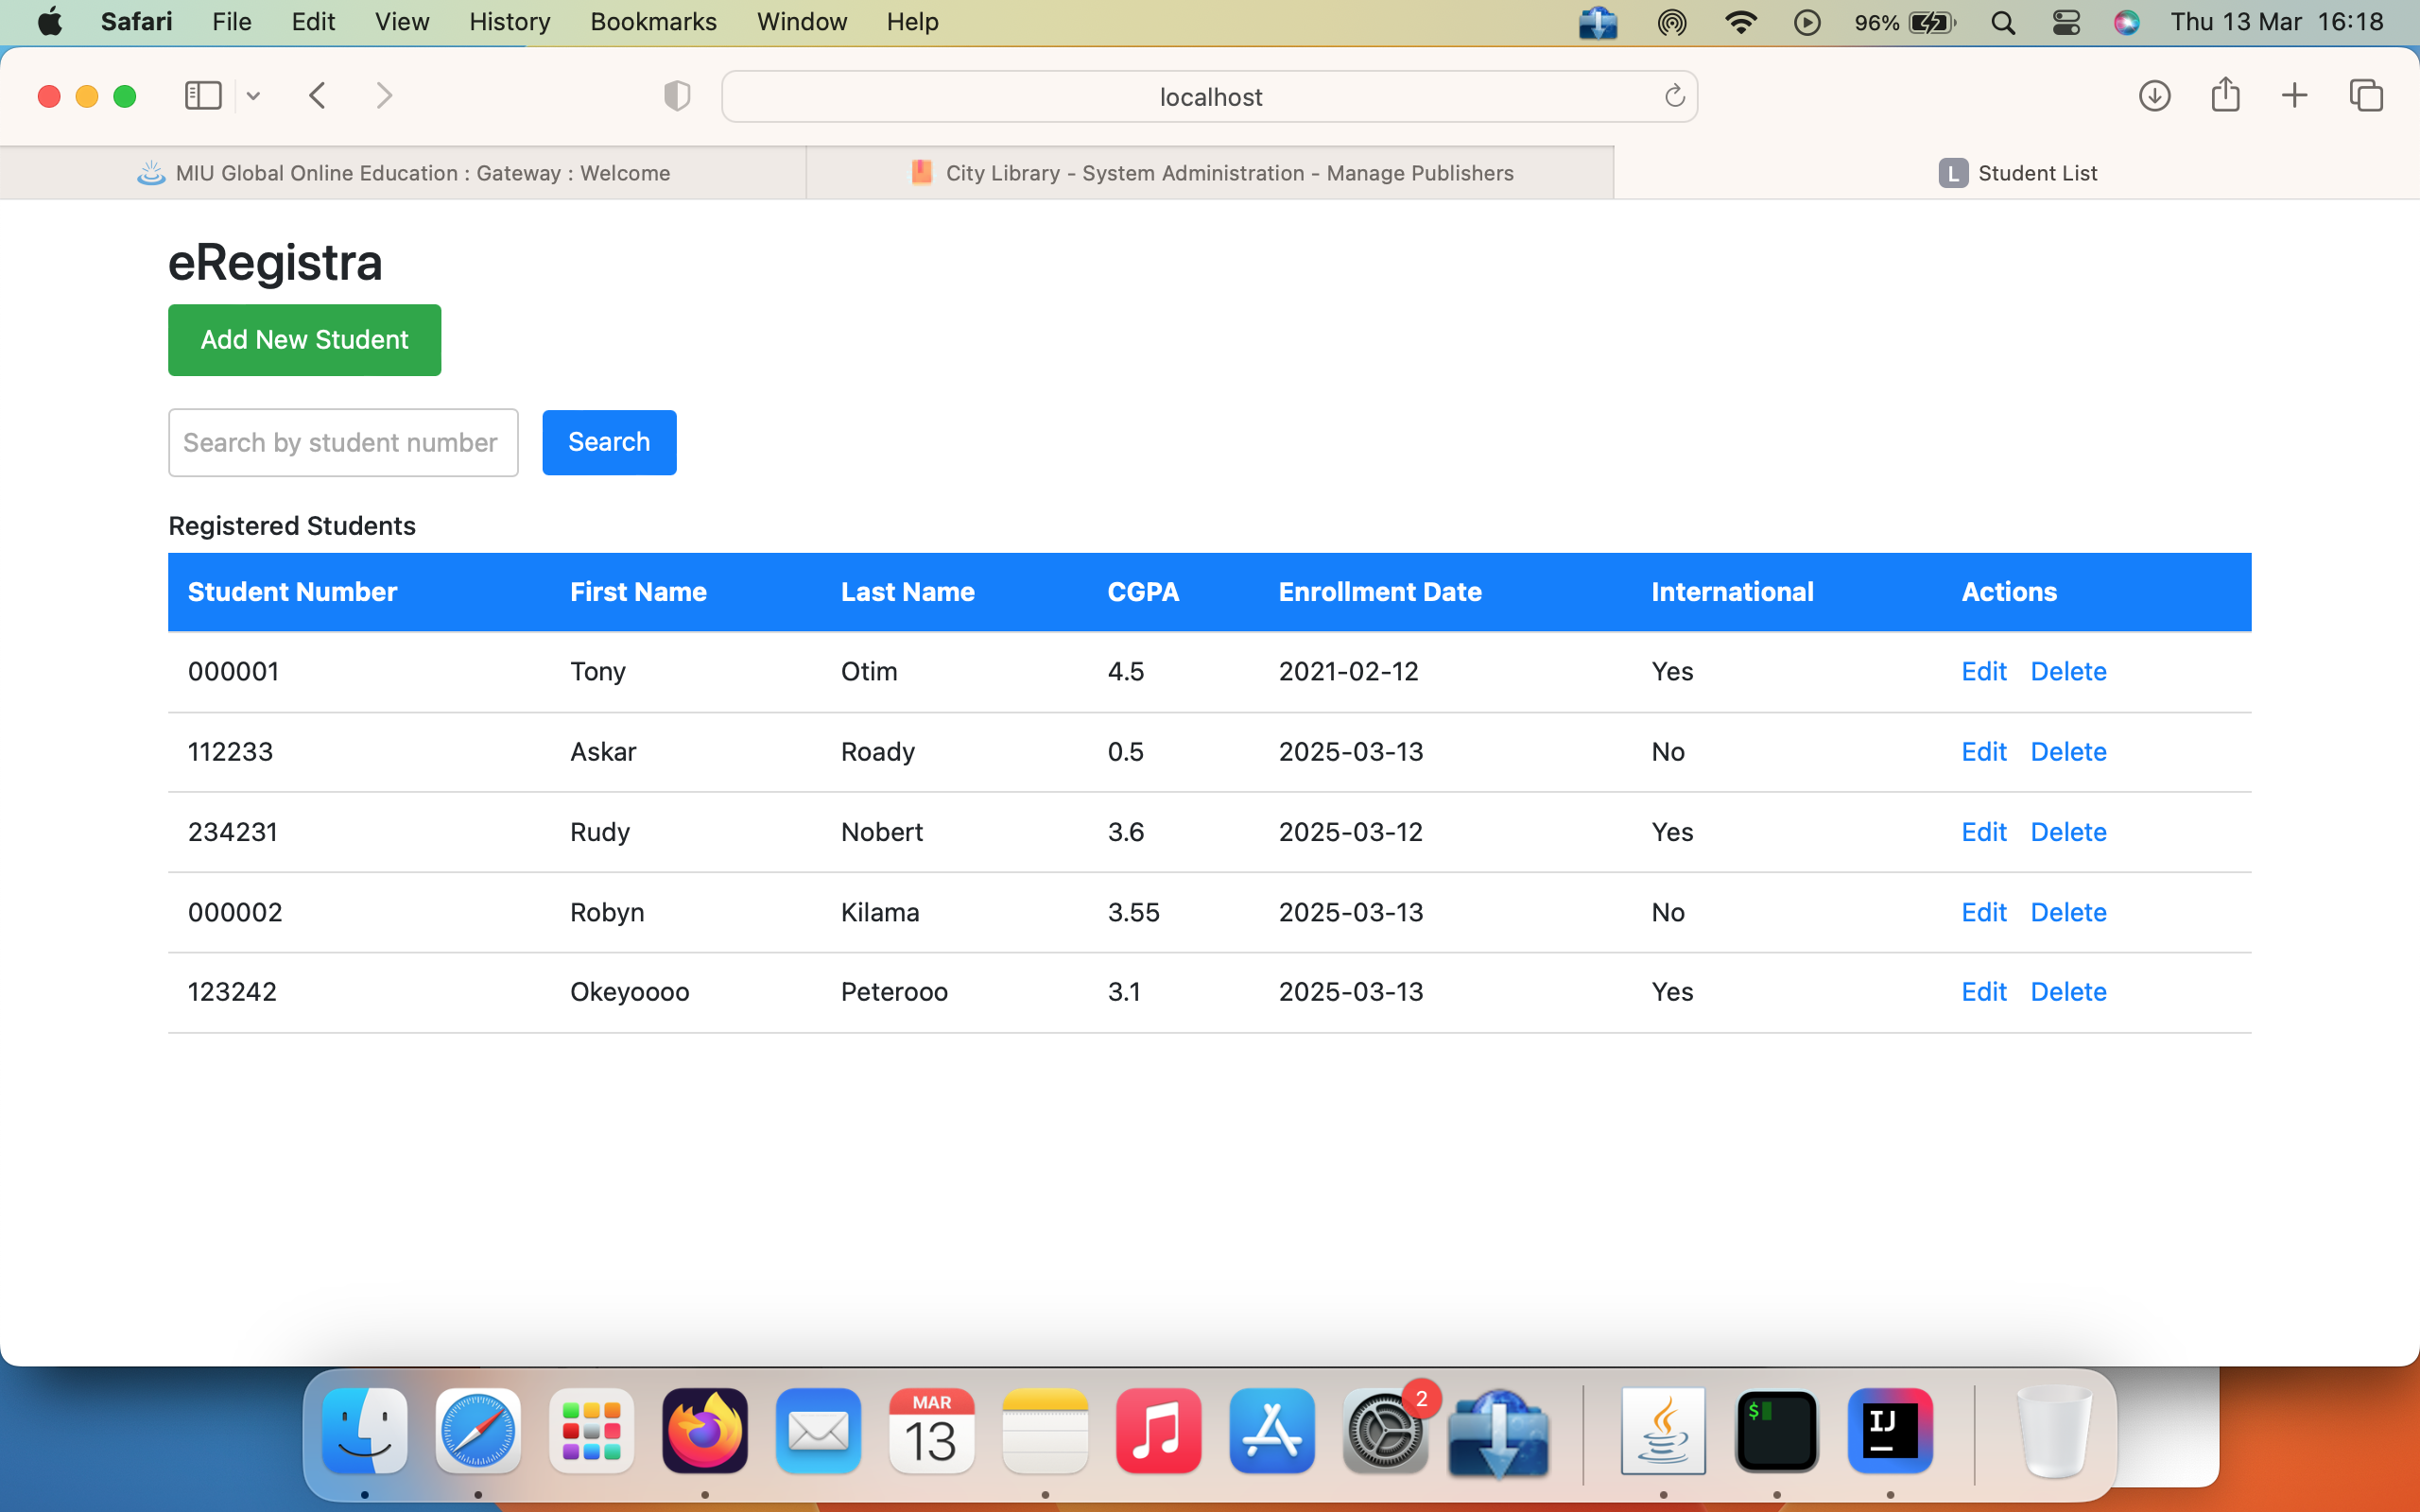 Safari File Edit View History Bookmarks Window Help 96% Thu 13 Mar 16:18
localhost
MIU Global Online Education : Gateway : Welcome City Library - System Administration - Manage Publishers L Student List
eRegistra
Add New Student
Search by student number Search
Registered Students
Student Number First Name Last Name CGPA Enrollment Date International Actions
000001 Tony Otim 4.5 2021-02-12 Yes Edit Delete
112233 Askar Roady 0.5 2025-03-13 No Edit Delete
234231 Rudy Nobert 3.6 2025-03-12 Yes Edit Delete
000002 Robyn Kilama 3.55 2025-03-13 No Edit Delete
123242 Okeyoooo Peterooo 3.1 2025-03-13 Yes Edit Delete
MAR 2
13 $ IJ